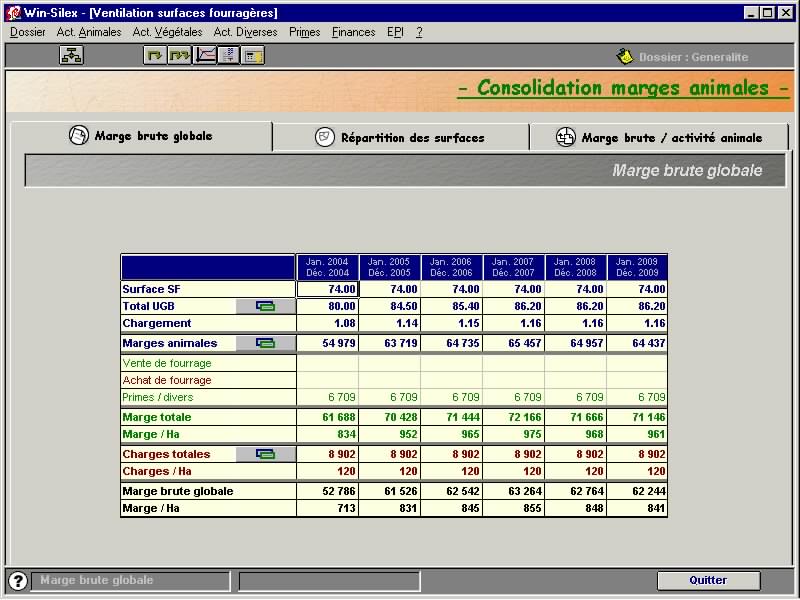 Win-Silex - [Ventilation surfaces fourragères]
Dossier Act. Animales Act. Végétales Act. Diverses Primes Finances EPI ?
Dossier : Generalite
- Consolidation marges animales -
Marge brute globale Répartition des surfaces Marge brute / activité animale
Marge brute globale
Jan. 2004 Jan. 2005 Jan. 2006 Jan. 2007 Jan. 2008 Jan. 2009
Déc. 2004 Déc. 2005 Déc. 2006 Déc. 2007 Déc. 2008 Déc. 2009
Surface SF 74.00 74.00 74.00 74.00 74.00 74.00
Total UGB 80.00 84.50 85.40 86.20 86.20 86.20
Chargement 1.08 1.14 1.15 1.16 1.16 1.16
Marges animales 54 979 63 719 64 735 65 457 64 957 64 437
Vente de fourrage
Achat de fourrage
Primes / divers 6 709 6 709 6 709 6 709 6 709 6 709
Marge totale 61 688 70 428 71 444 72 166 71 666 71 146
Marge / Ha 834 952 965 975 968 961
Charges totales 8 902 8 902 8 902 8 902 8 902 8 902
Charges / Ha 120 120 120 120 120 120
Marge brute globale 52 786 61 526 62 542 63 264 62 764 62 244
Marge / Ha 713 831 845 855 848 841
? Marge brute globale Quitter